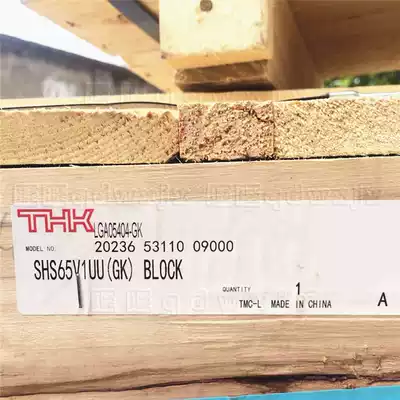 THK
LGA05404-GK
MODEL NO. 20236 53110 09000
SHS65V1UU(GK) BLOCK
QUANTITY 1
TMC-L MADE IN CHINA A